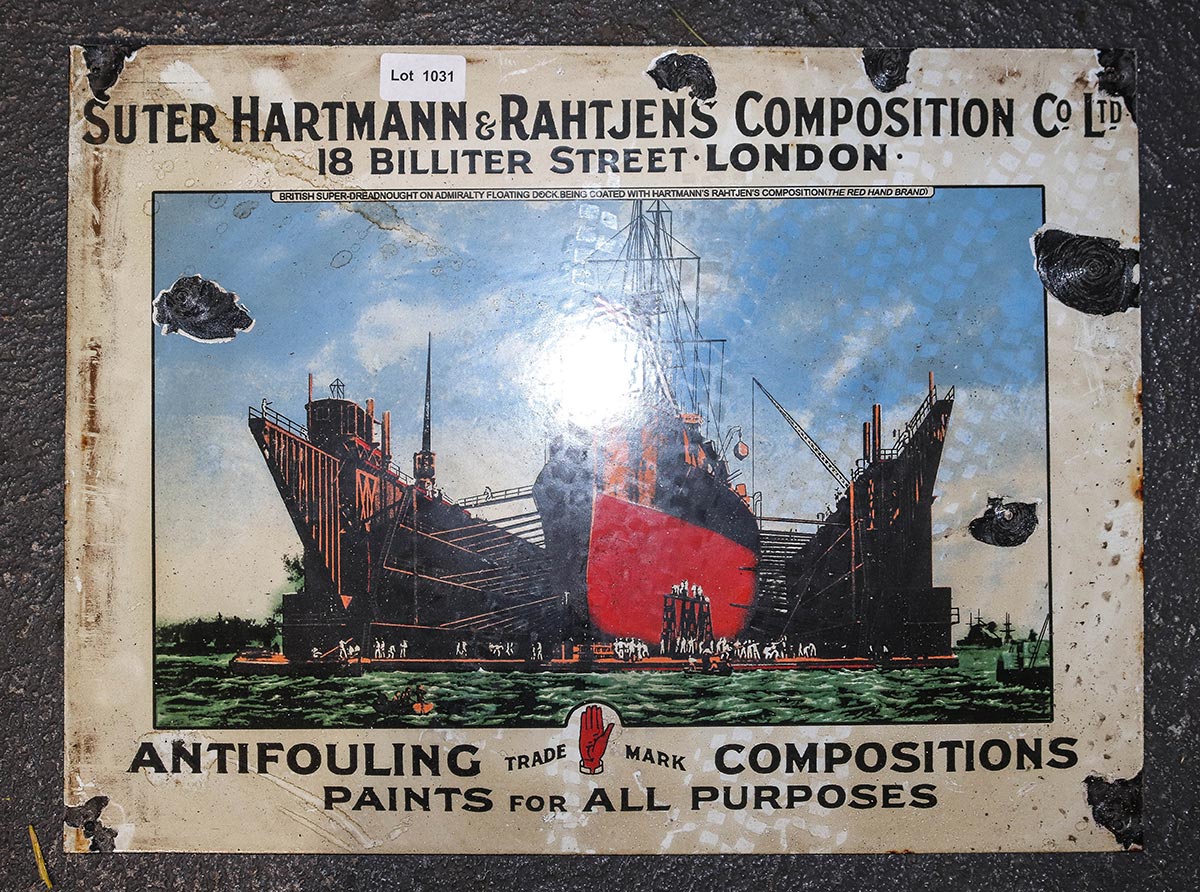 Lot 1031
SUTER HARTMANN & RAHTJEN'S COMPOSITION CO LTD
18 BILLITER STREET · LONDON ·
BRITISH SUPER-DREADNOUGHT ON ADMIRALTY FLOATING DOCK BEING COATED WITH HARTMANN'S RAHTJEN'S COMPOSITION (THE RED HAND BRAND)
ANTIFOULING TRADE MARK COMPOSITIONS
PAINTS FOR ALL PURPOSES